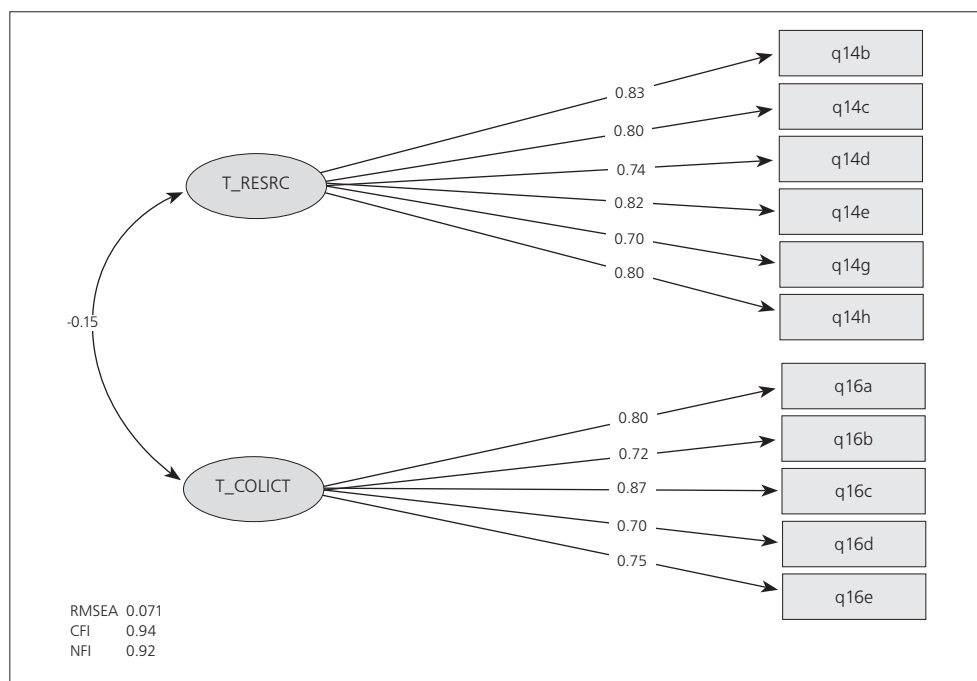 q14b
0.83
q14c
0.80
q14d
0.74
T_RESRC
q14e
0.82
q14g
0.70
q14h
0.80
-0.15
q16a
0.80
q16b
0.72
T_COLICT
q16c
0.87
q16d
0.70
q16e
0.75
RMSEA 0.071
CFI 0.94
NFI 0.92